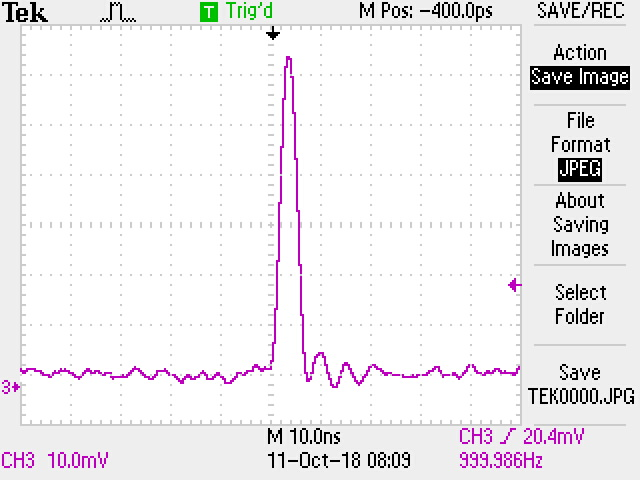 Tek T Trig'd M Pos: -400.0ps SAVE/REC
Action
Save Image
File
Format
JPEG
About
Saving
Images
Select
Folder
Save
TEK0000.JPG
3
M 10.0ns CH3 20.4mV
CH3 10.0mV 11-Oct-18 08:09 999.986Hz